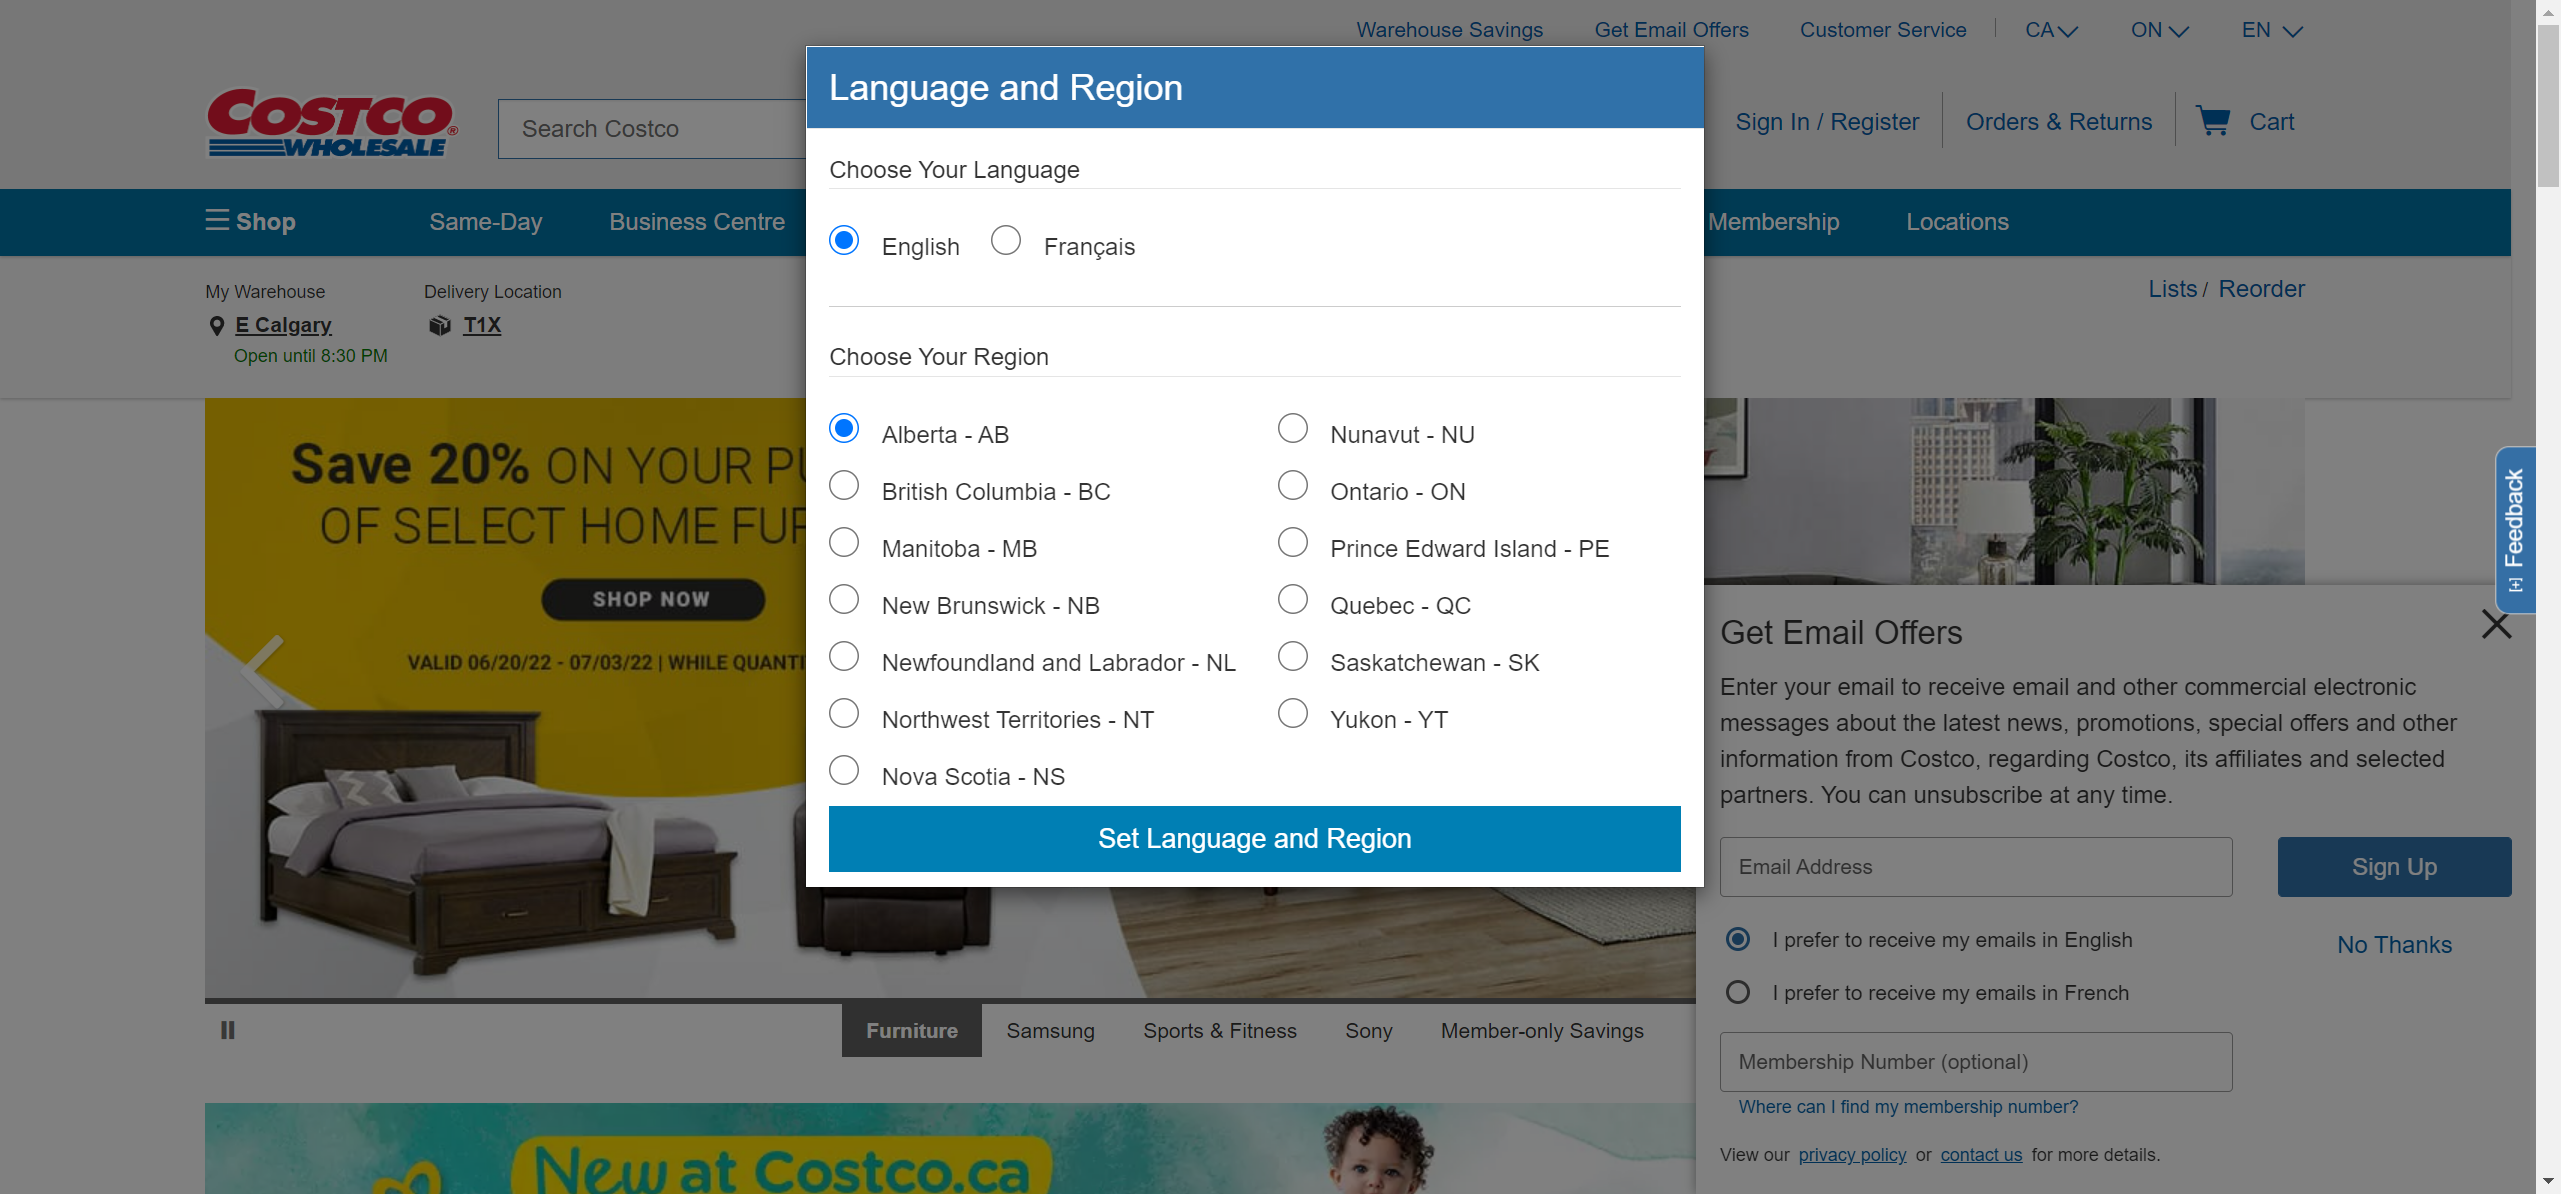 Warehouse Savings Get Email Offers Customer Service CA ON EN
Language and Region
COSTCO WHOLESALE
Search Costco
Sign In / Register Orders & Returns Cart
Choose Your Language
Shop Same-Day Business Centre Membership Locations
English Français
My Warehouse Delivery Location
E Calgary T1X
Open until 8:30 PM
Lists / Reorder
Choose Your Region
Alberta - AB Nunavut - NU
British Columbia - BC Ontario - ON
Manitoba - MB Prince Edward Island - PE
New Brunswick - NB Quebec - QC
Newfoundland and Labrador - NL Saskatchewan - SK
Northwest Territories - NT Yukon - YT
Nova Scotia - NS
Set Language and Region
Save 20% ON YOUR
OF SELECT HOME
SHOP NOW
VALID 06/20/22 - 07/03/22 | WHILE
[+] Feedback
Get Email Offers
Enter your email to receive email and other commercial electronic
messages about the latest news, promotions, special offers and other
information from Costco, regarding Costco, its affiliates and selected
partners. You can unsubscribe at any time.
Email Address Sign Up
I prefer to receive my emails in English No Thanks
I prefer to receive my emails in French
Membership Number (optional)
Where can I find my membership number?
View our privacy policy or contact us for more details.
Furniture Samsung Sports & Fitness Sony Member-only Savings
New at Costco.ca